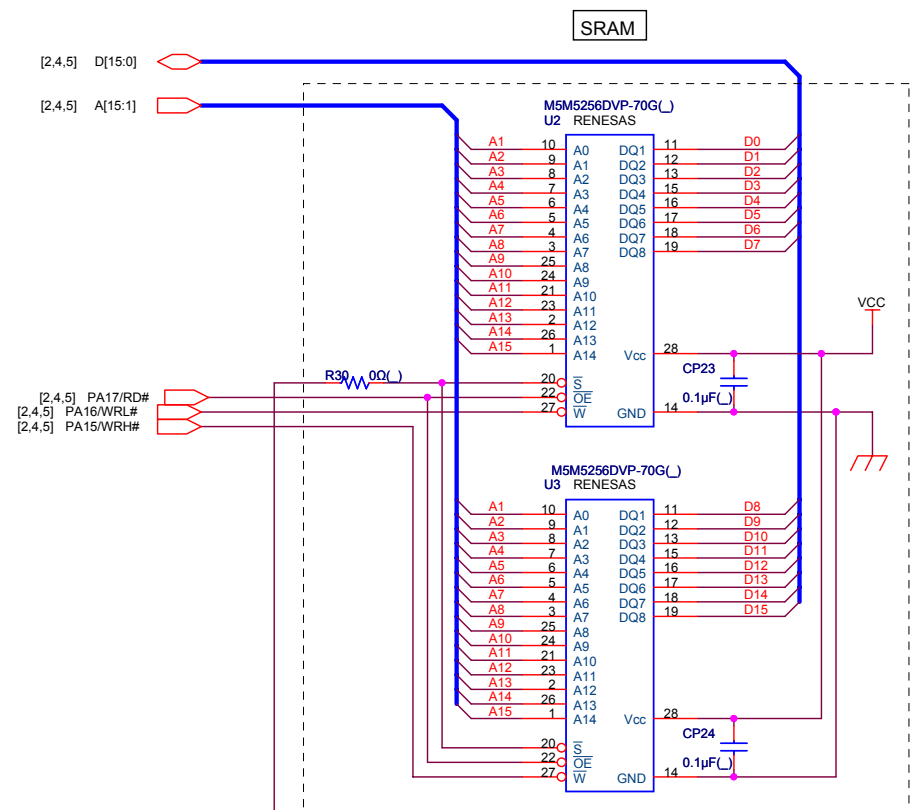 SRAM
[2,4,5] D[15:0]
[2,4,5] A[15:1]
M5M5256DVP-70G(_)
U2 RENESAS
A1 10 A0 DQ1 11 D0
A2 9 A1 DQ2 12 D1
A3 8 A2 DQ3 13 D2
A4 7 A3 DQ4 15 D3
A5 6 A4 DQ5 16 D4
A6 5 A5 DQ6 17 D5
A7 4 A6 DQ7 18 D6
A8 3 A7 DQ8 19 D7
A9 25 A8
A10 24 A9
A11 21 A10
A12 23 A11
A13 2 A12
A14 26 A13
A15 1 A14 Vcc 28
VCC
CP23
0.1µF(_)
R30 0Ω(_)
20 S
[2,4,5] PA17/RD# 22 OE
[2,4,5] PA16/WRL# 27 W GND 14
[2,4,5] PA15/WRH#
M5M5256DVP-70G(_)
U3 RENESAS
A1 10 A0 DQ1 11 D8
A2 9 A1 DQ2 12 D9
A3 8 A2 DQ3 13 D10
A4 7 A3 DQ4 15 D11
A5 6 A4 DQ5 16 D12
A6 5 A5 DQ6 17 D13
A7 4 A6 DQ7 18 D14
A8 3 A7 DQ8 19 D15
A9 25 A8
A10 24 A9
A11 21 A10
A12 23 A11
A13 2 A12
A14 26 A13
A15 1 A14 Vcc 28
CP24
0.1µF(_)
20 S
22 OE
27 W GND 14